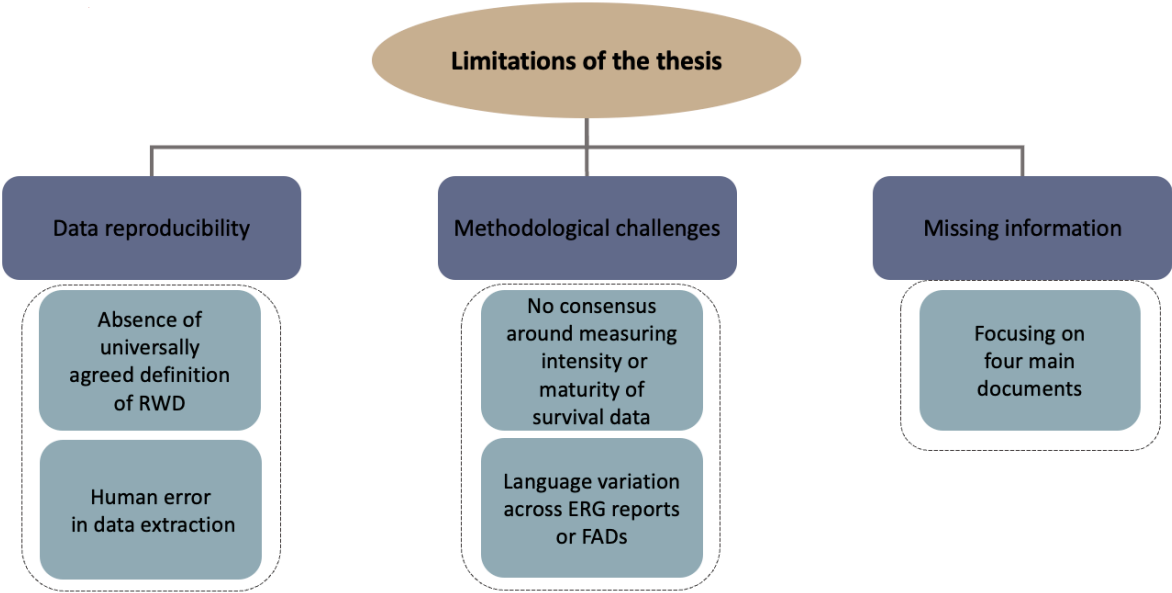 Limitations of the thesis
Data reproducibility
Absence of
universally
agreed definition
of RWD
Human error
in data extraction
Methodological challenges
No consensus
around measuring
intensity or
maturity of
survival data
Language variation
across ERG reports
or FADs
Missing information
Focusing on
four main
documents